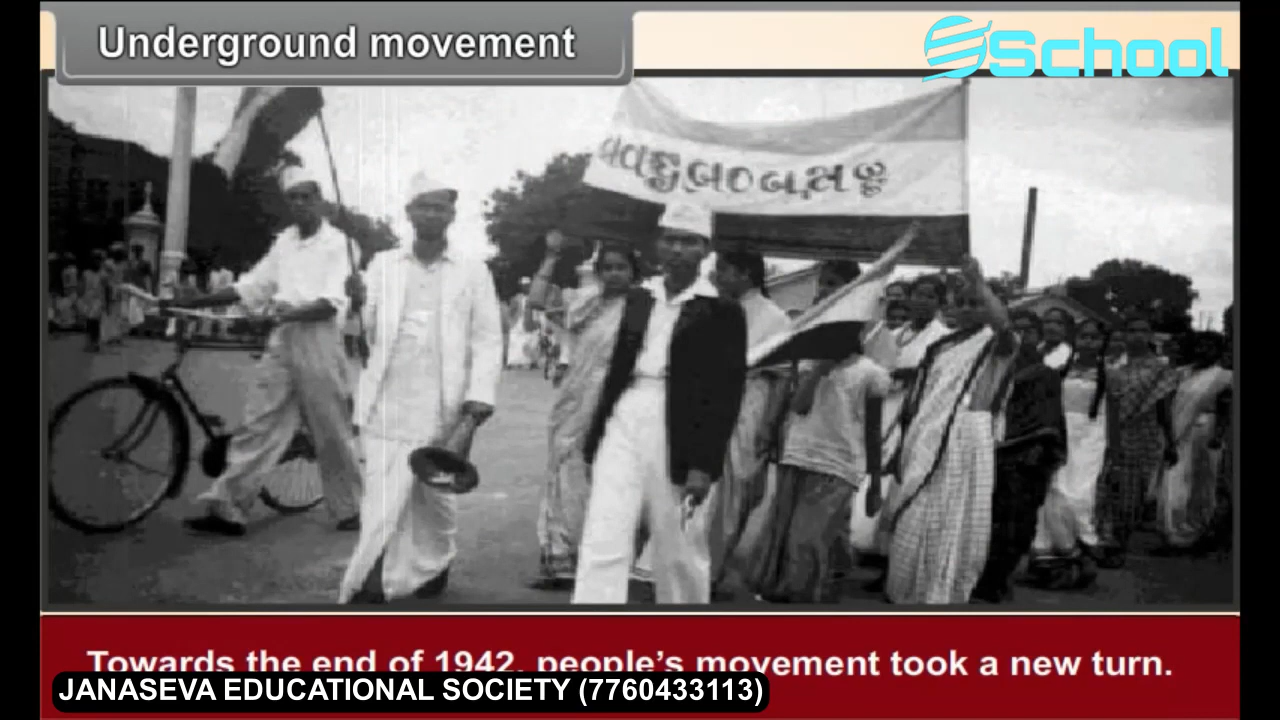 Underground movement
School
Towards the end of 1942, people's movement took a new turn.
JANASEVA EDUCATIONAL SOCIETY (7760433113)